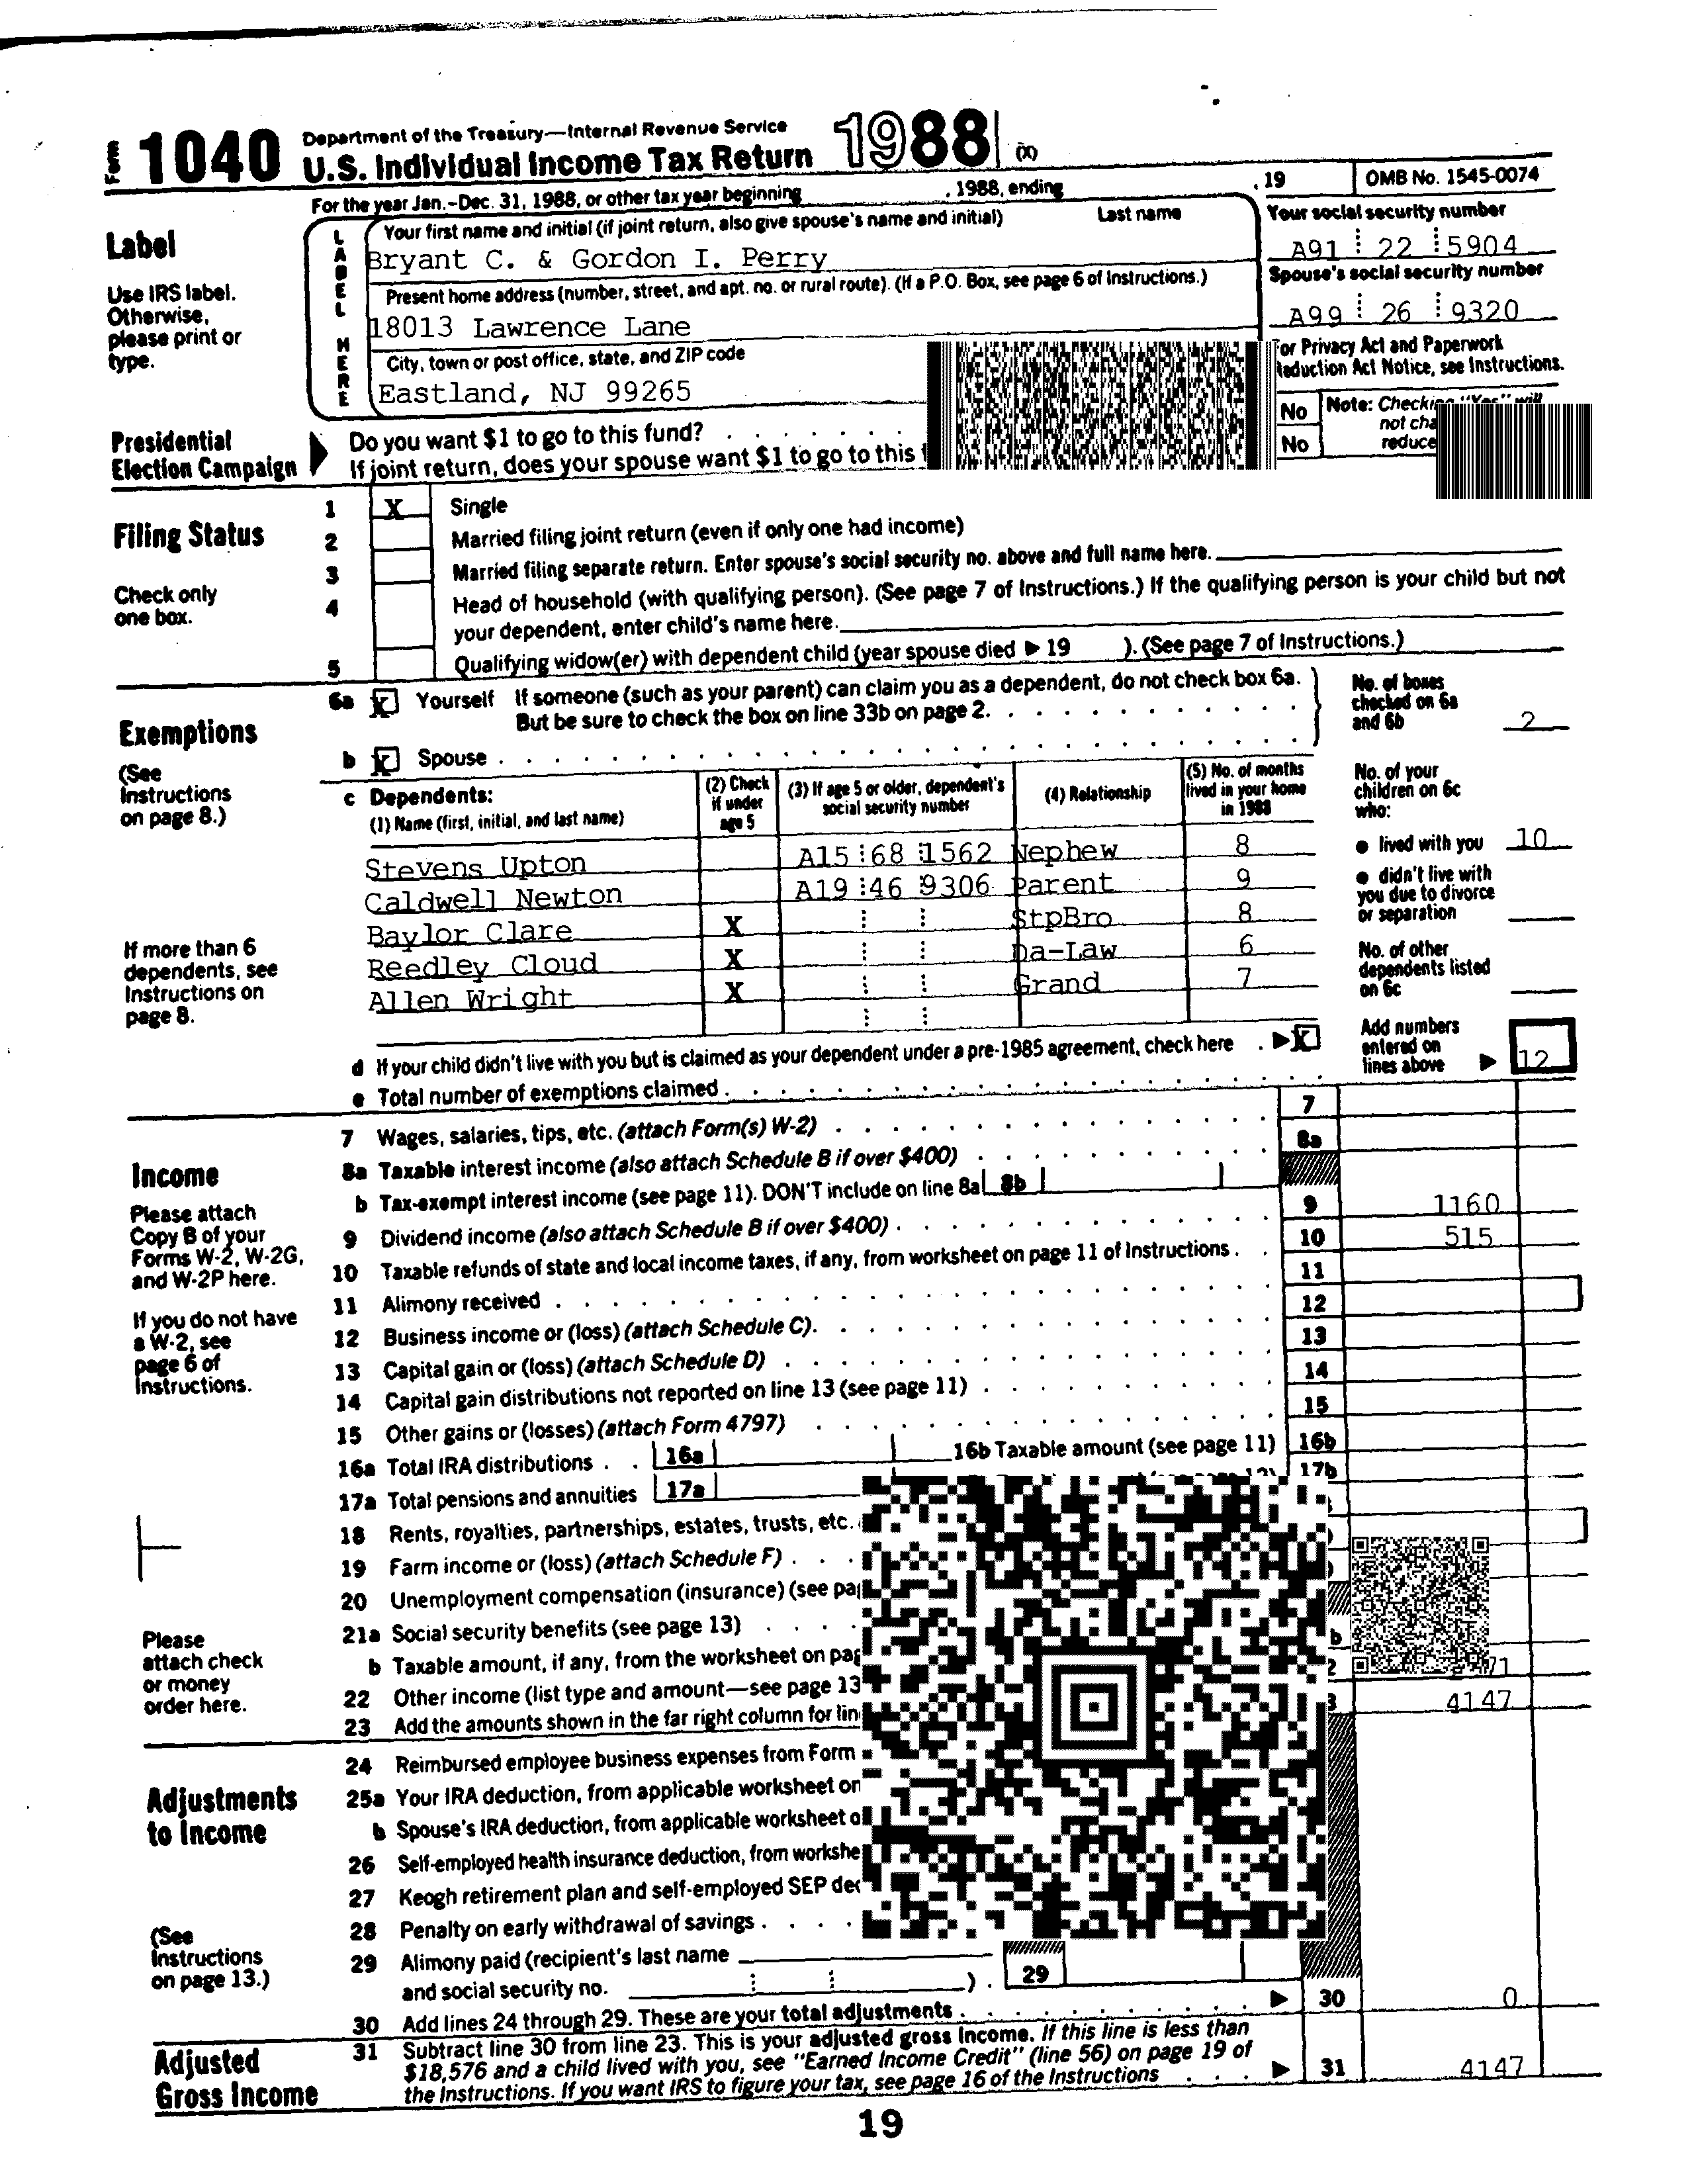 Form 1040 Department of the Treasury—Internal Revenue Service
U.S. Individual Income Tax Return 1988 (X)
For the year Jan.-Dec. 31, 1988, or other tax year beginning , 1988, ending , 19 OMB No. 1545-0074
Label
Use IRS label.
Otherwise,
please print or
type.
LABEL HERE
Your first name and initial (if joint return, also give spouse's name and initial) Last name
Bryant C. & Gordon I. Perry
Your social security number
A91 22 5904
Present home address (number, street, and apt. no. or rural route). (If a P.O. Box, see page 6 of Instructions.)
18013 Lawrence Lane
Spouse's social security number
A99 26 9320
City, town or post office, state, and ZIP code
Eastland, NJ 99265
For Privacy Act and Paperwork
Reduction Act Notice, see Instructions.
Presidential
Election Campaign
Do you want $1 to go to this fund? No
If joint return, does your spouse want $1 to go to this No
Note: Checking "Yes" will
not
reduce
Filing Status
Check only
one box.
1 X Single
2 Married filing joint return (even if only one had income)
3 Married filing separate return. Enter spouse's social security no. above and full name here.
4 Head of household (with qualifying person). (See page 7 of Instructions.) If the qualifying person is your child but not
your dependent, enter child's name here.
5 Qualifying widow(er) with dependent child (year spouse died ▶ 19 ). (See page 7 of Instructions.)
Exemptions
(See
Instructions
on page 8.)
6a X Yourself If someone (such as your parent) can claim you as a dependent, do not check box 6a.
But be sure to check the box on line 33b on page 2.
b X Spouse
No. of boxes
checked on 6a
and 6b 2
c Dependents:
(1) Name (first, initial, and last name)
(2) Check
if under
age 5
(3) If age 5 or older, dependent's
social security number
(4) Relationship
(5) No. of months
lived in your home
in 1988
Stevens Upton A15 68 1562 Nephew 8
Caldwell Newton A19 46 9306 Parent 9
Baylor Clare X StpBro 8
Reedley Cloud X Da-Law 6
Allen Wright X Grand 7
If more than 6
dependents, see
Instructions on
page 8.
No. of your
children on 6c
who:
● lived with you 10
● didn't live with
you due to divorce
or separation
No. of other
dependents listed
on 6c
d If your child didn't live with you but is claimed as your dependent under a pre-1985 agreement, check here . ▶ X
e Total number of exemptions claimed
Add numbers
entered on
lines above ▶ 12
Income
Please attach
Copy B of your
Forms W-2, W-2G,
and W-2P here.
If you do not have
a W-2, see
page 6 of
Instructions.
7 Wages, salaries, tips, etc. (attach Form(s) W-2) 7
8a Taxable interest income (also attach Schedule B if over $400) 8a
b Tax-exempt interest income (see page 11). DON'T include on line 8a 8b
9 Dividend income (also attach Schedule B if over $400) 9 1160
10 Taxable refunds of state and local income taxes, if any, from worksheet on page 11 of Instructions 10 515
11 Alimony received 11
12 Business income or (loss) (attach Schedule C) 12
13 Capital gain or (loss) (attach Schedule D) 13
14 Capital gain distributions not reported on line 13 (see page 11) 14
15 Other gains or (losses) (attach Form 4797) 15
16a Total IRA distributions 16a 16b Taxable amount (see page 11) 16b
17a Total pensions and annuities 17a 17b
18 Rents, royalties, partnerships, estates, trusts, etc.
19 Farm income or (loss) (attach Schedule F)
20 Unemployment compensation (insurance) (see
21a Social security benefits (see page 13)
b Taxable amount, if any, from the worksheet on b
22 Other income (list type and amount—see page 13
23 Add the amounts shown in the far right column for 4147
Please
attach check
or money
order here.
Adjustments
to Income
(See
Instructions
on page 13.)
24 Reimbursed employee business expenses from Form
25a Your IRA deduction, from applicable worksheet on
b Spouse's IRA deduction, from applicable worksheet
26 Self-employed health insurance deduction, from
27 Keogh retirement plan and self-employed SEP
28 Penalty on early withdrawal of savings
29 Alimony paid (recipient's last name
and social security no. ) . 29
30 Add lines 24 through 29. These are your total adjustments ▶ 30 0
Adjusted
Gross Income
31 Subtract line 30 from line 23. This is your adjusted gross income. If this line is less than
$18,576 and a child lived with you, see "Earned Income Credit" (line 56) on page 19 of
the Instructions. If you want IRS to figure your tax, see page 16 of the Instructions ▶ 31 4147
19